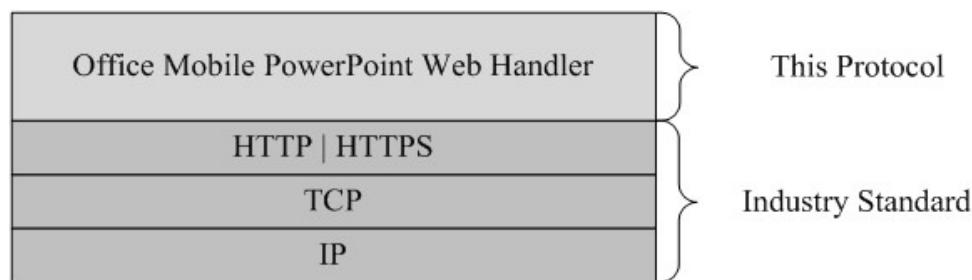 Office Mobile PowerPoint Web Handler
This Protocol
HTTP | HTTPS
TCP
Industry Standard
IP